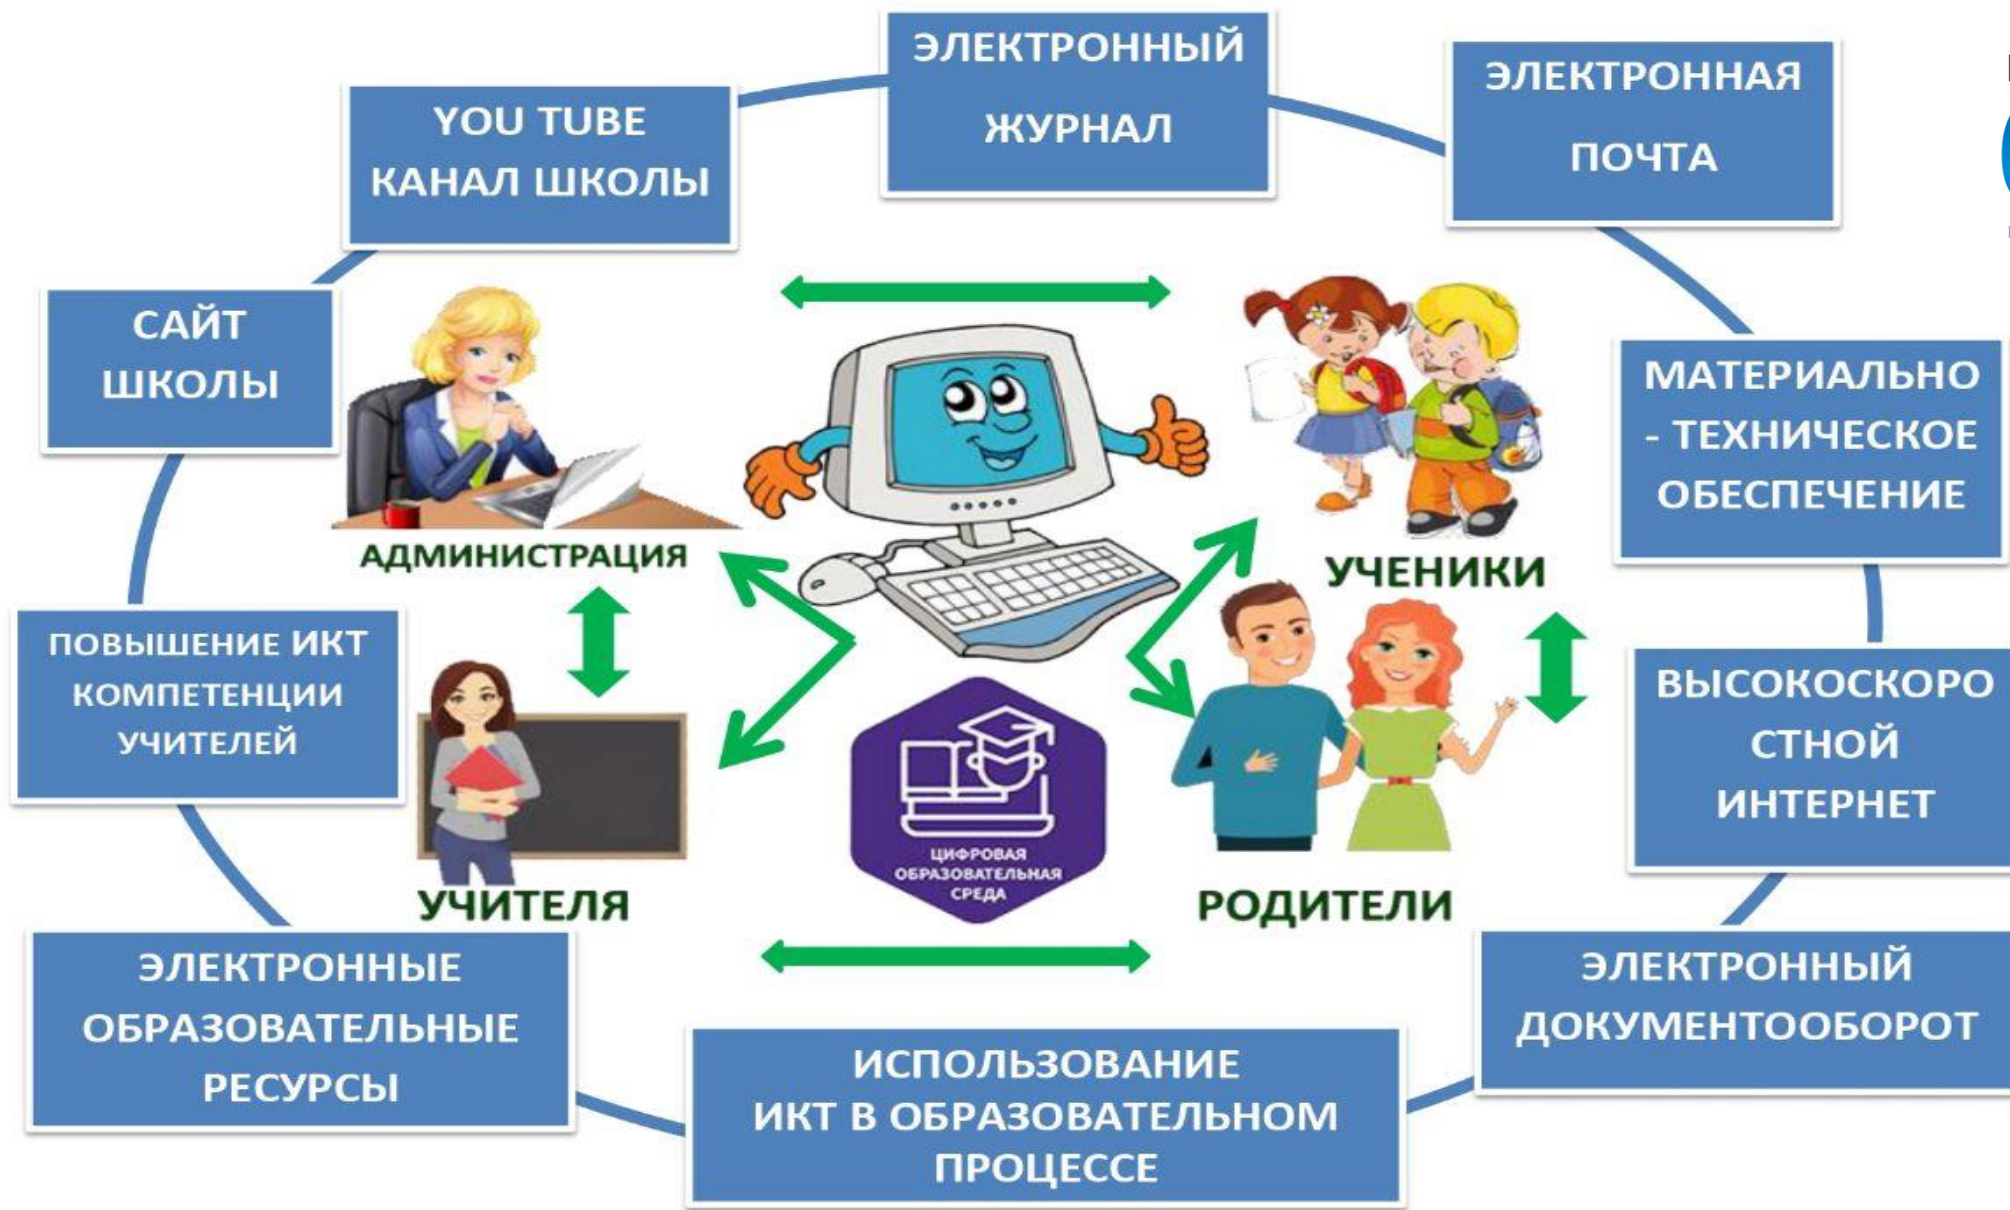 ЭЛЕКТРОННЫЙ
ЖУРНАЛ
ЭЛЕКТРОННАЯ
ПОЧТА
YOU TUBE
КАНАЛ ШКОЛЫ
САЙТ
ШКОЛЫ
МАТЕРИАЛЬНО
- ТЕХНИЧЕСКОЕ
ОБЕСПЕЧЕНИЕ
АДМИНИСТРАЦИЯ
УЧЕНИКИ
ПОВЫШЕНИЕ ИКТ
КОМПЕТЕНЦИИ
УЧИТЕЛЕЙ
ВЫСОКОСКОРО
СТНОЙ
ИНТЕРНЕТ
ЦИФРОВАЯ
ОБРАЗОВАТЕЛЬНАЯ
СРЕДА
УЧИТЕЛЯ
РОДИТЕЛИ
ЭЛЕКТРОННЫЕ
ОБРАЗОВАТЕЛЬНЫЕ
РЕСУРСЫ
ЭЛЕКТРОННЫЙ
ДОКУМЕНТООБОРОТ
ИСПОЛЬЗОВАНИЕ
ИКТ В ОБРАЗОВАТЕЛЬНОМ
ПРОЦЕССЕ